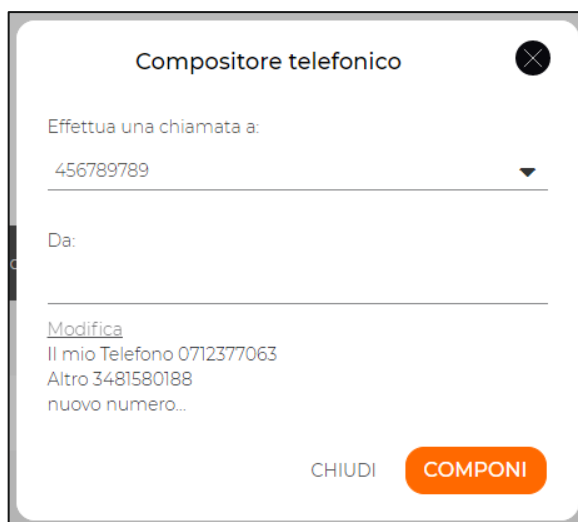 Compositore telefonico
Effettua una chiamata a:
456789789
Da:
Modifica
Il mio Telefono 0712377063
Altro 3481580188
nuovo numero...
CHIUDI
COMPONI